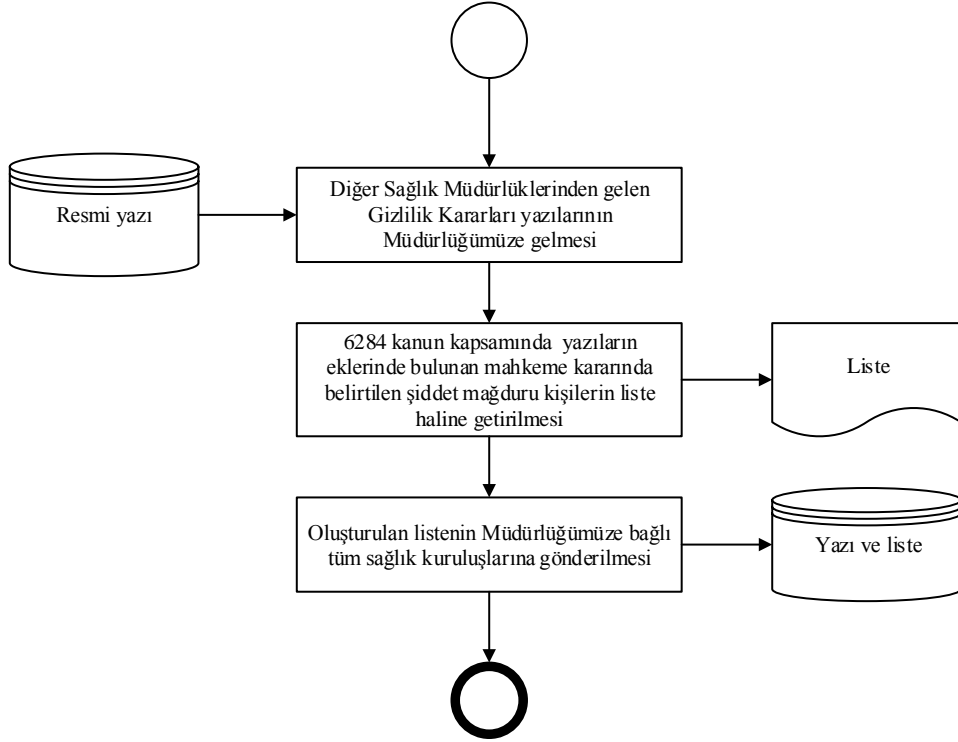 Resmi yazı
Diğer Sağlık Müdürlüklerinden gelen
Gizlilik Kararları yazılarının
Müdürlüğümüze gelmesi
6284 kanun kapsamında yazıların
eklerinde bulunan mahkeme kararında
belirtilen şiddet mağduru kişilerin liste
haline getirilmesi
Liste
Oluşturulan listenin Müdürlüğümüze bağlı
tüm sağlık kuruluşlarına gönderilmesi
Yazı ve liste